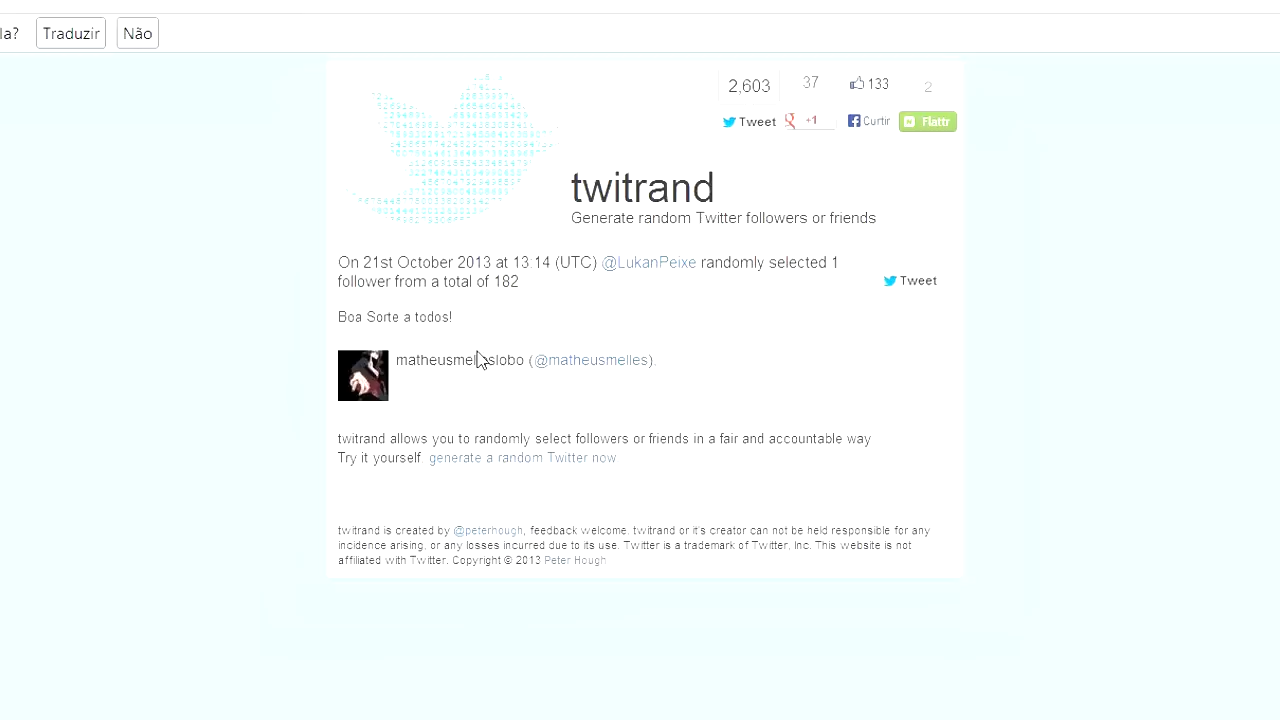 la? Traduzir Não
2,603 37 133 2
Tweet +1 Curtir Flattr
twitrand
Generate random Twitter followers or friends
On 21st October 2013 at 13:14 (UTC) @LukanPeixe randomly selected 1
follower from a total of 182
Tweet
Boa Sorte a todos!
(@matheusmelles).
twitrand allows you to randomly select followers or friends in a fair and accountable way
Try it yourself. generate a random Twitter now
twitrand is created by @peterhough, feedback welcome. twitrand or it's creator can not be held responsible for any
incidence arising, or any losses incurred due to its use. Twitter is a trademark of Twitter, Inc. This website is not
affiliated with Twitter. Copyright © 2013 Peter Hough